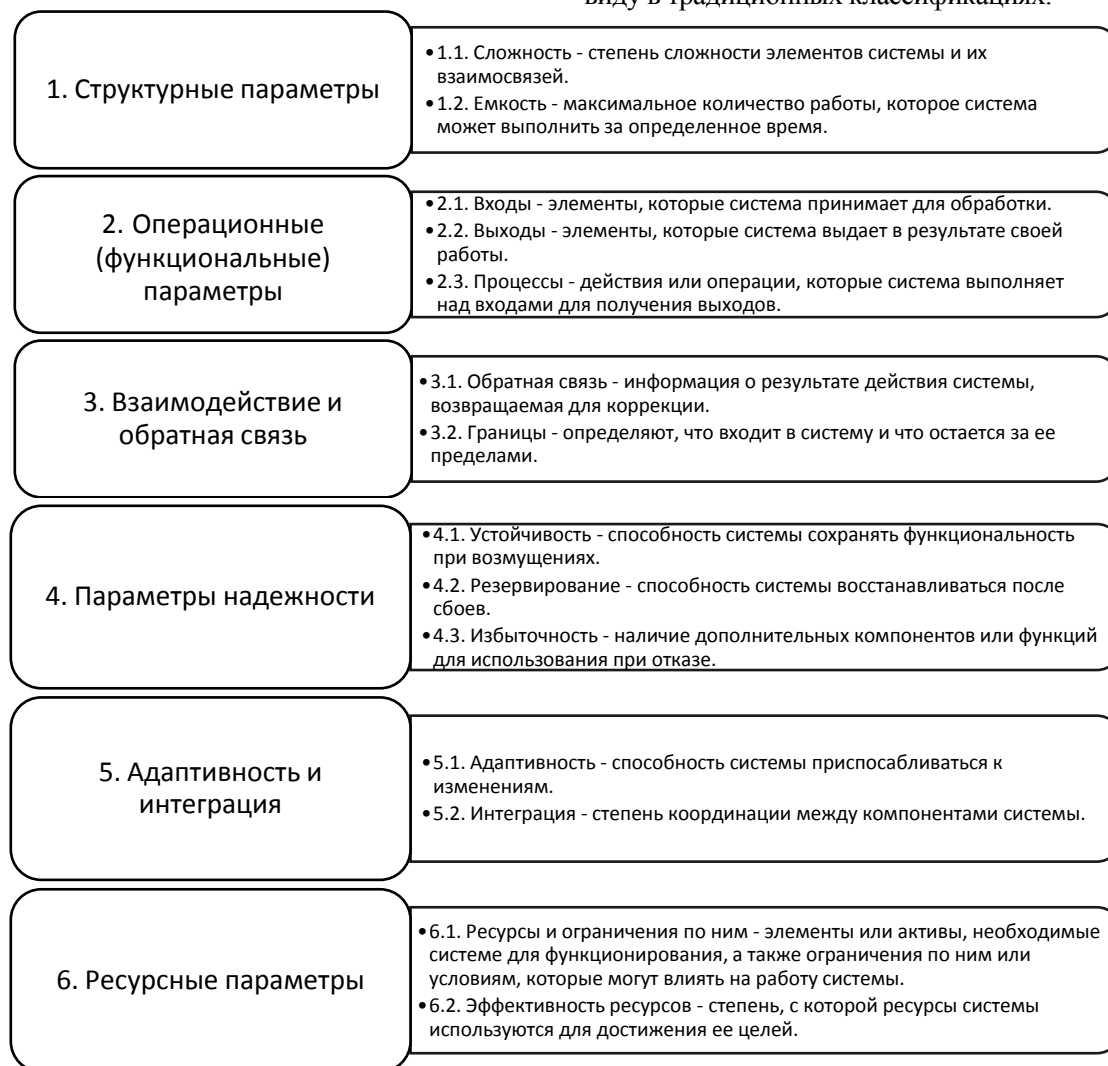 виду в традиционных классификациях.
1. Структурные параметры
•1.1. Сложность - степень сложности элементов системы и их
взаимосвязей.
•1.2. Емкость - максимальное количество работы, которое система
может выполнить за определенное время.
2. Операционные
(функциональные)
параметры
•2.1. Входы - элементы, которые система принимает для обработки.
•2.2. Выходы - элементы, которые система выдает в результате своей
работы.
•2.3. Процессы - действия или операции, которые система выполняет
над входами для получения выходов.
3. Взаимодействие и
обратная связь
•3.1. Обратная связь - информация о результате действия системы,
возвращаемая для коррекции.
•3.2. Границы - определяют, что входит в систему и что остается за ее
пределами.
4. Параметры надежности
•4.1. Устойчивость - способность системы сохранять функциональность
при возмущениях.
•4.2. Резервирование - способность системы восстанавливаться после
сбоев.
•4.3. Избыточность - наличие дополнительных компонентов или функций
для использования при отказе.
5. Адаптивность и
интеграция
•5.1. Адаптивность - способность системы приспосабливаться к
изменениям.
•5.2. Интеграция - степень координации между компонентами системы.
6. Ресурсные параметры
•6.1. Ресурсы и ограничения по ним - элементы или активы, необходимые
системе для функционирования, а также ограничения по ним или
условиям, которые могут влиять на работу системы.
•6.2. Эффективность ресурсов - степень, с которой ресурсы системы
используются для достижения ее целей.